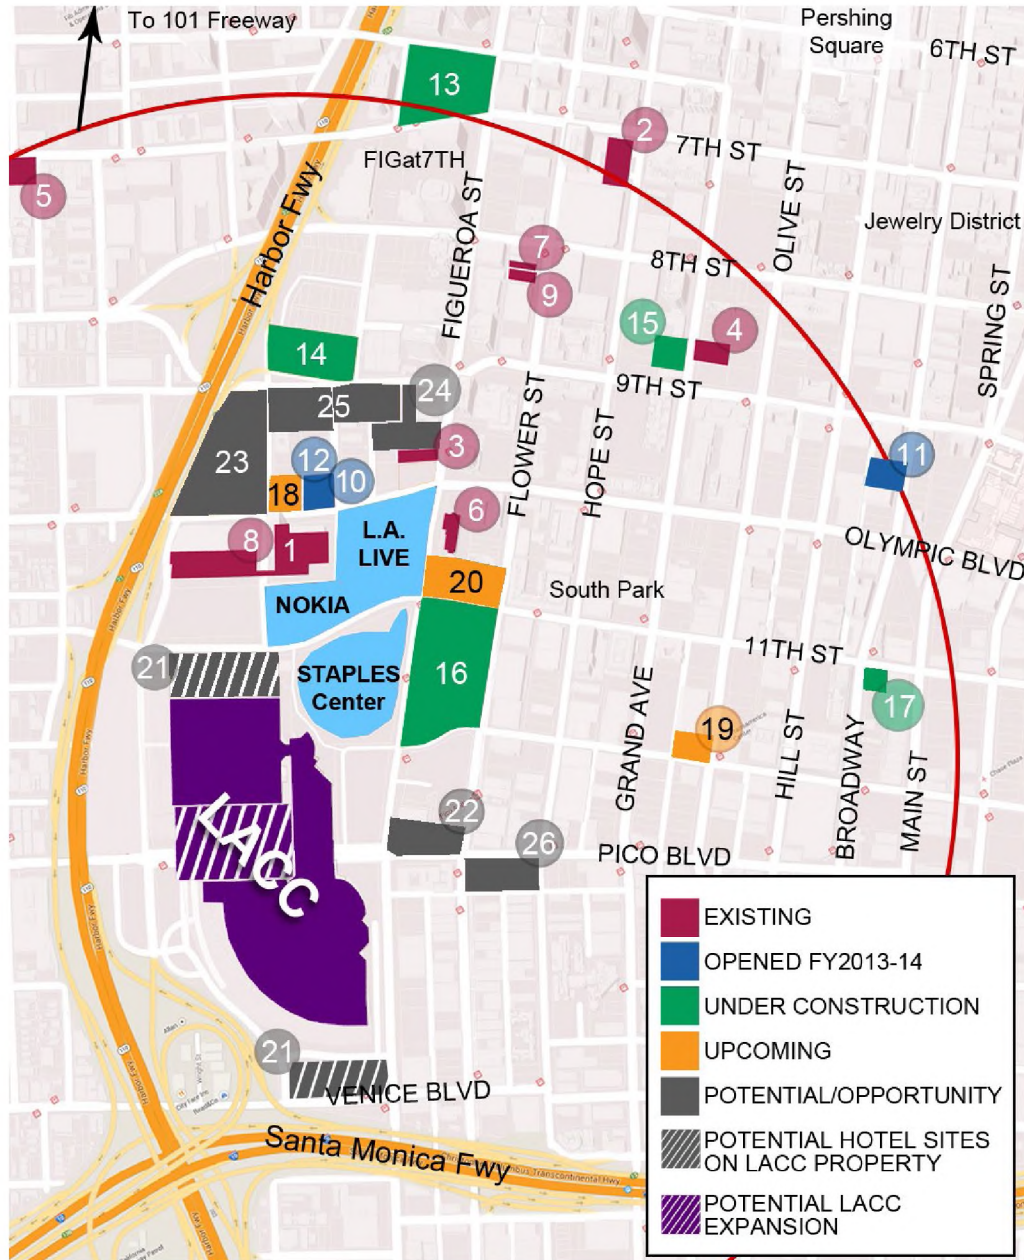 To 101 Freeway
Pershing
Square
6TH ST
13
2
7TH ST
FIGat7TH
5
OLIVE ST
Jewelry District
Harbor Fwy
FIGUEROA ST
7
8TH ST
9
SPRING ST
15
4
14
9TH ST
24
25
FLOWER ST
HOPE ST
3
23
12
10
11
18
6
L.A.
LIVE
8
1
OLYMPIC BLVD
20
South Park
NOKIA
11TH ST
21
STAPLES
Center
16
17
GRAND AVE
19
HILL ST
BROADWAY
MAIN ST
22
LACC
26
PICO BLVD
EXISTING
OPENED FY2013-14
UNDER CONSTRUCTION
UPCOMING
POTENTIAL/OPPORTUNITY
POTENTIAL HOTEL SITES
ON LACC PROPERTY
POTENTIAL LACC
EXPANSION
21
VENICE BLVD
Santa Monica Fwy